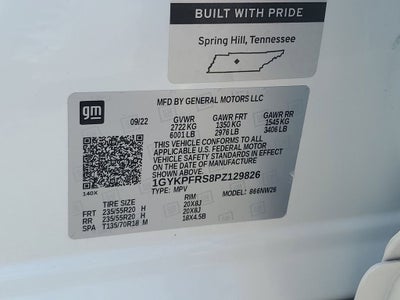 BUILT WITH PRIDE
Spring Hill, Tennessee
gm
MFD BY GENERAL MOTORS LLC
09/22 GVWR GAWR FRT GAWR RR
2722 KG 1350 KG 1545 KG
6001 LB 2976 LB 3406 LB
THIS VEHICLE CONFORMS TO ALL
APPLICABLE U.S. FEDERAL MOTOR
VEHICLE SAFETY STANDARDS IN EFFECT
ON THE DATE OF MANUFACTURE
SHOWN ABOVE.
1GYKPFRS8PZ129826
TYPE: MPV MODEL: 866NW26
140X
TIRE SIZE RIM
FRT 235/55R20 H 20X8J
RR 235/55R20 H 20X8J
SPA T135/70R18 M 18X4.5B